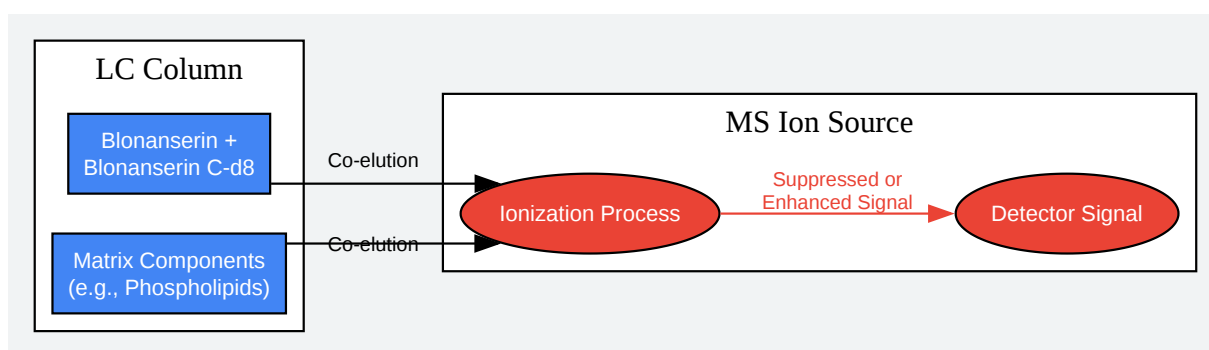 LC Column
Blonanserin +
Blonanserin C-d8
Matrix Components
(e.g., Phospholipids)
Co-elution
Co-elution
MS Ion Source
Ionization Process
Suppressed or
Enhanced Signal
Detector Signal